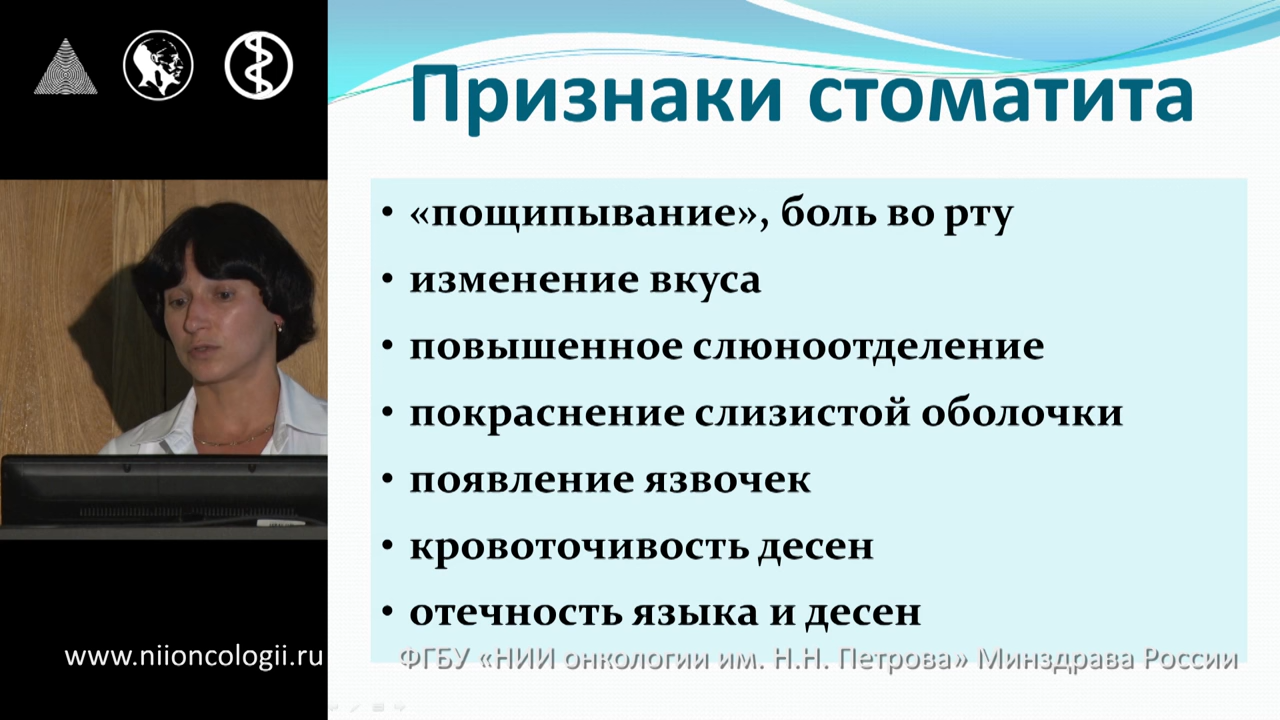 Признаки стоматита
• «пощипывание», боль во рту
• изменение вкуса
• повышенное слюноотделение
• покраснение слизистой оболочки
• появление язвочек
• кровоточивость десен
• отечность языка и десен
www.niioncologii.ru
ФГБУ «НИИ онкологии им. Н.Н. Петрова» Минздрава России